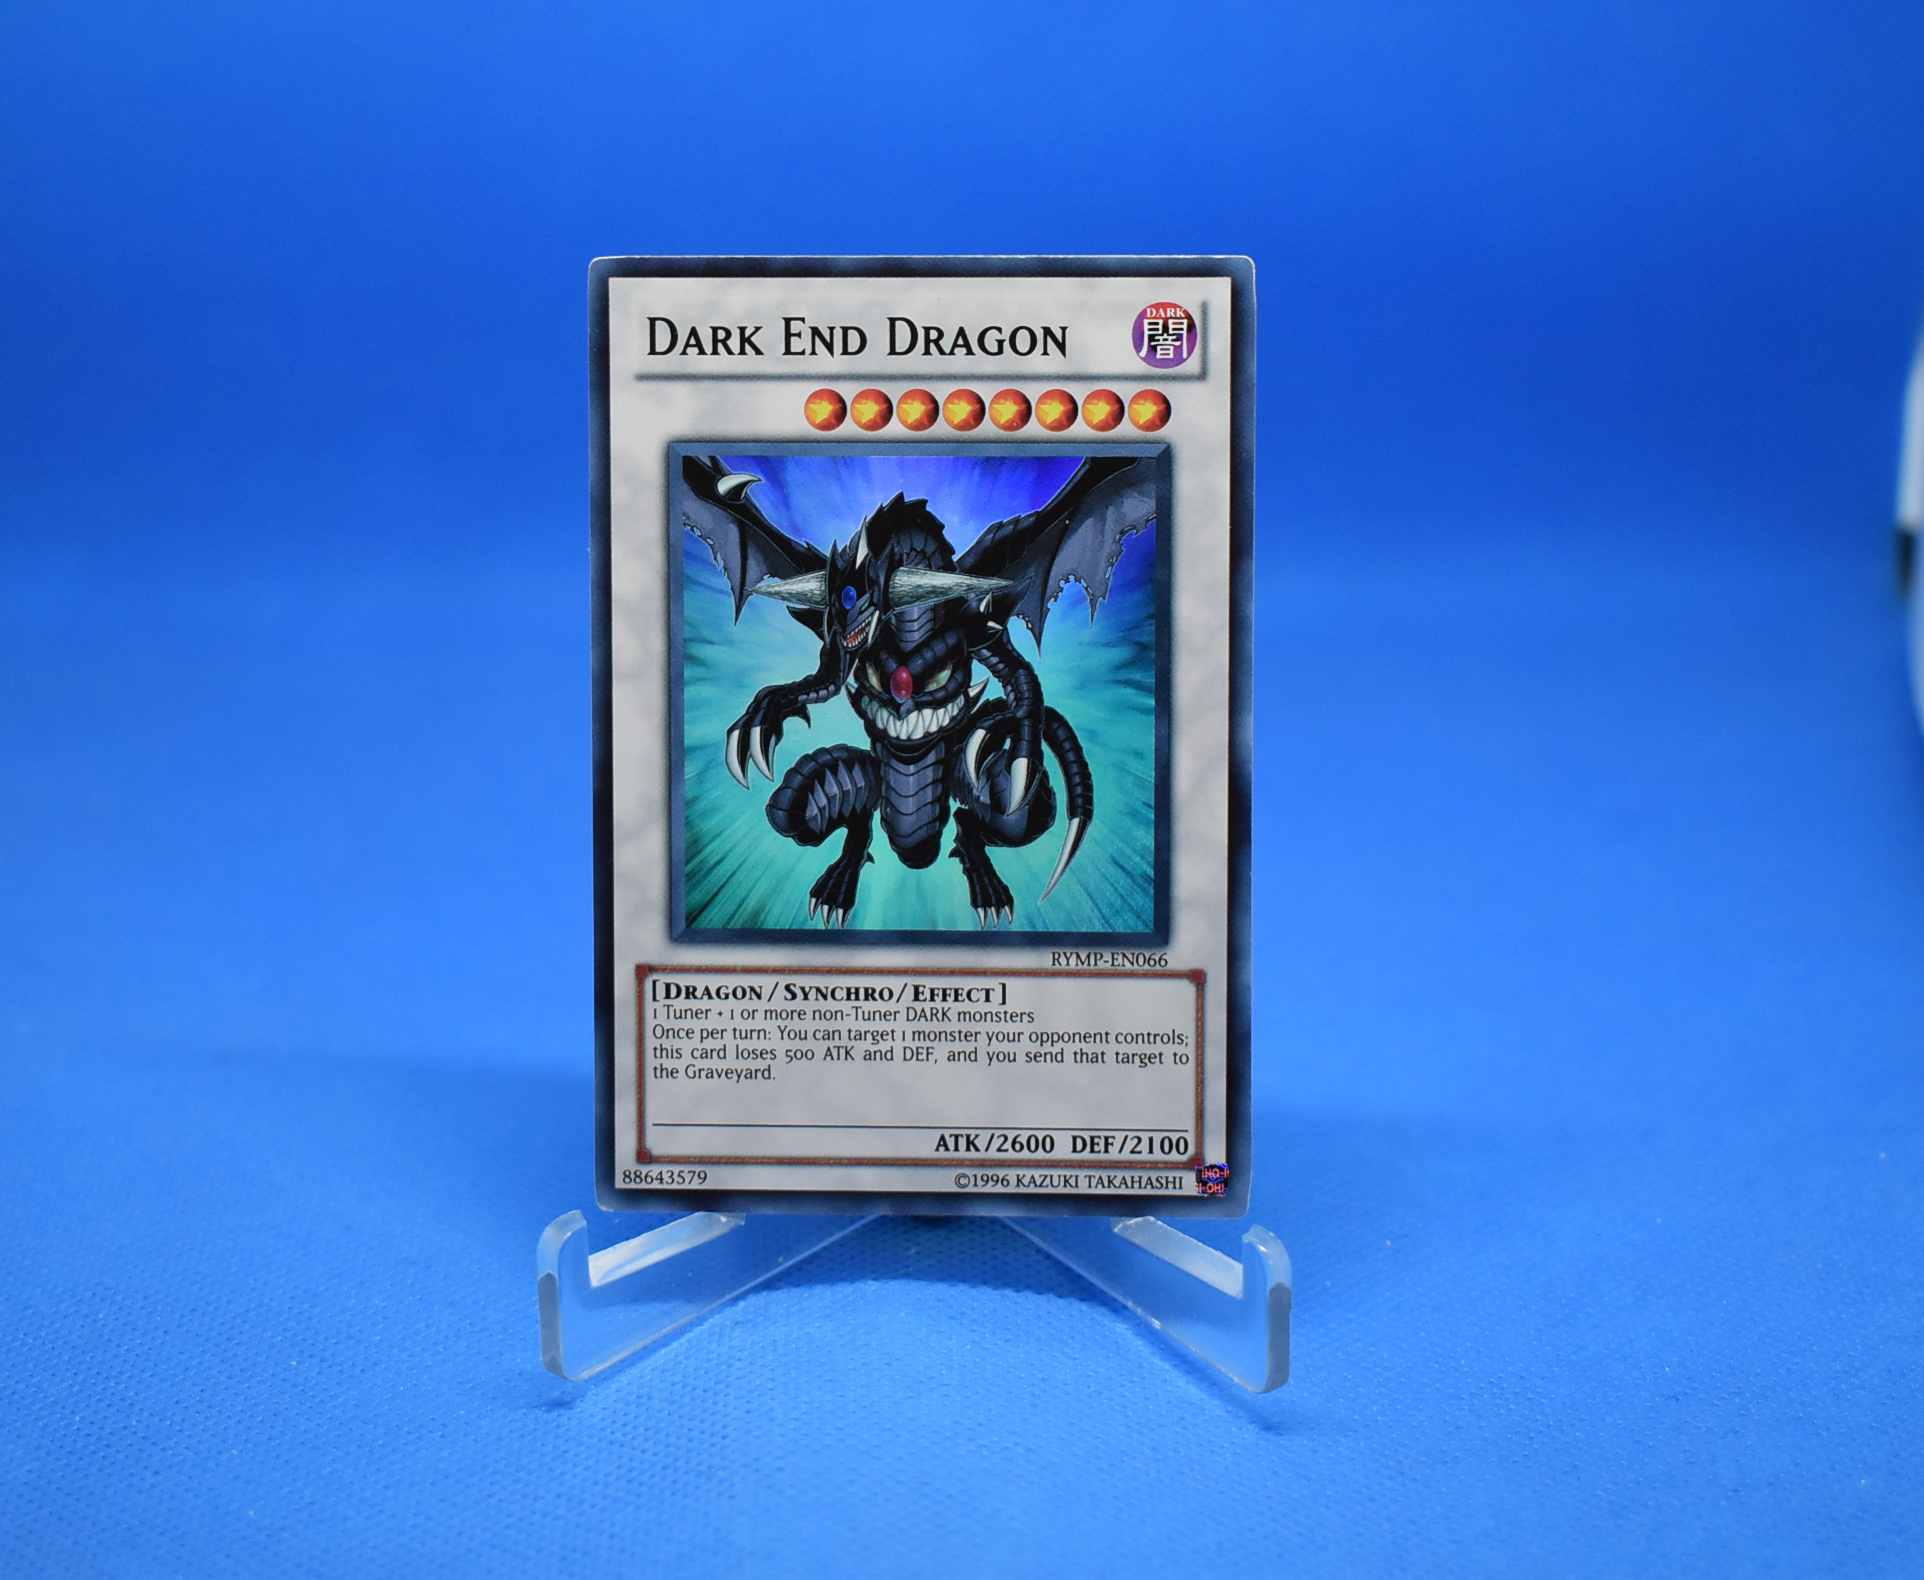 Dark End Dragon
DARK
闇
RYMP-EN066
[Dragon/Synchro/Effect]
1 Tuner + 1 or more non-Tuner DARK monsters
Once per turn: You can target 1 monster your opponent controls;
this card loses 500 ATK and DEF, and you send that target to
the Graveyard.
ATK/2600 DEF/2100
88643579
©1996 KAZUKI TAKAHASHI